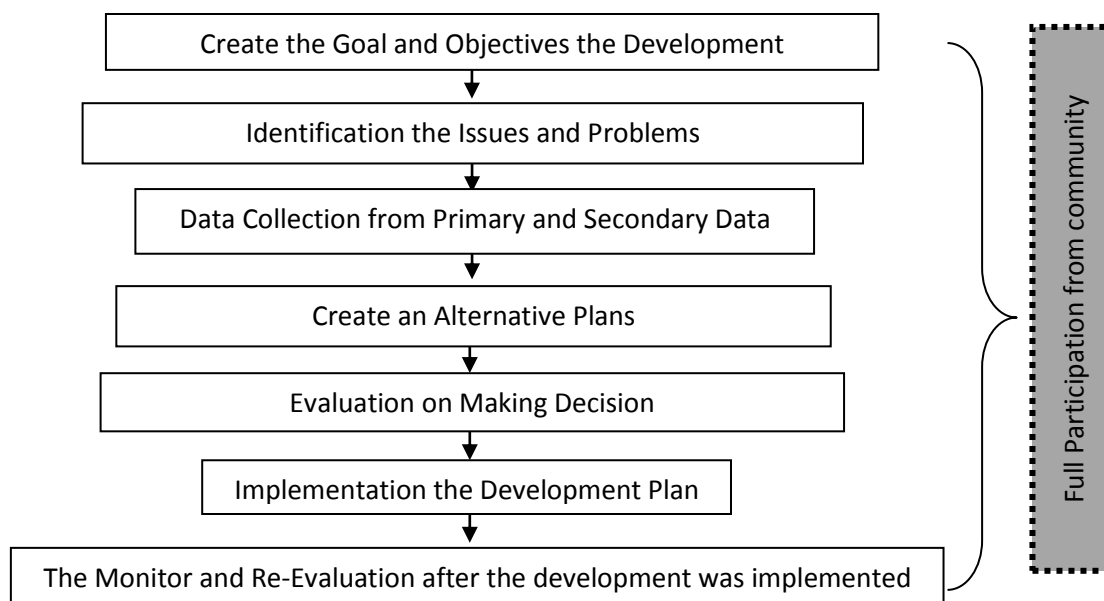 Create the Goal and Objectives the Development
Identification the Issues and Problems
Data Collection from Primary and Secondary Data
Create an Alternative Plans
Evaluation on Making Decision
Implementation the Development Plan
The Monitor and Re-Evaluation after the development was implemented
Full Participation from community